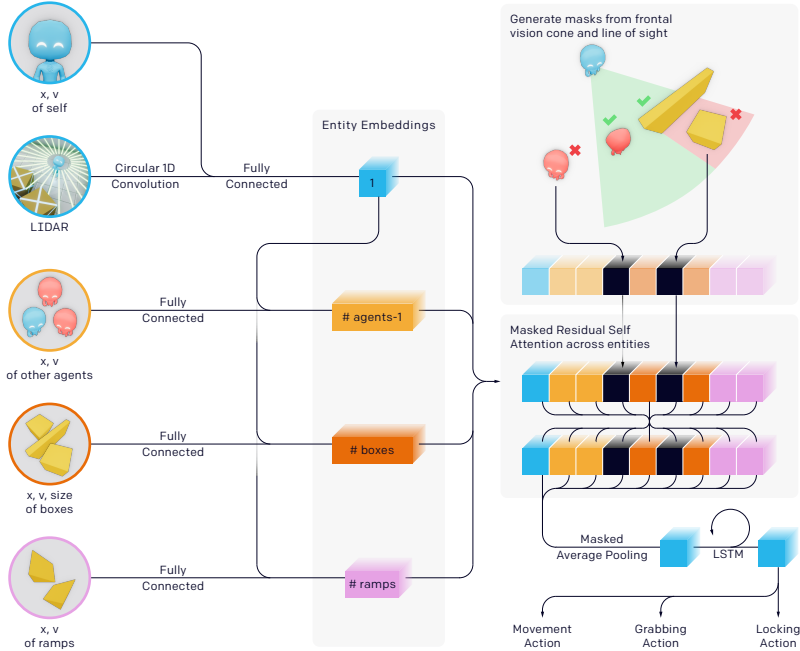 x, v
of self
Circular 1D
Convolution
LIDAR
Fully
Connected
Entity Embeddings
1
Fully
Connected
x, v
of other agents
# agents-1
Fully
Connected
x, v, size
of boxes
# boxes
Fully
Connected
x, v
of ramps
# ramps
Generate masks from frontal
vision cone and line of sight
Masked Residual Self
Attention across entities
Masked
Average Pooling
LSTM
Movement
Action
Grabbing
Action
Locking
Action